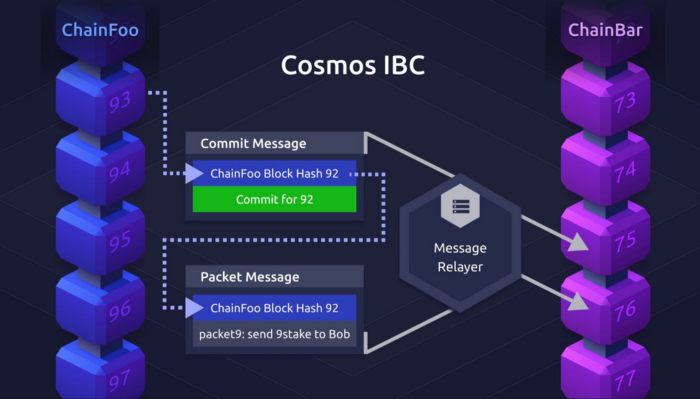 ChainFoo
ChainBar
Cosmos IBC
93
94
95
96
97
Commit Message
ChainFoo Block Hash 92
Commit for 92
Packet Message
ChainFoo Block Hash 92
packet9: send 9stake to Bob
Message
Relayer
73
74
75
76
77